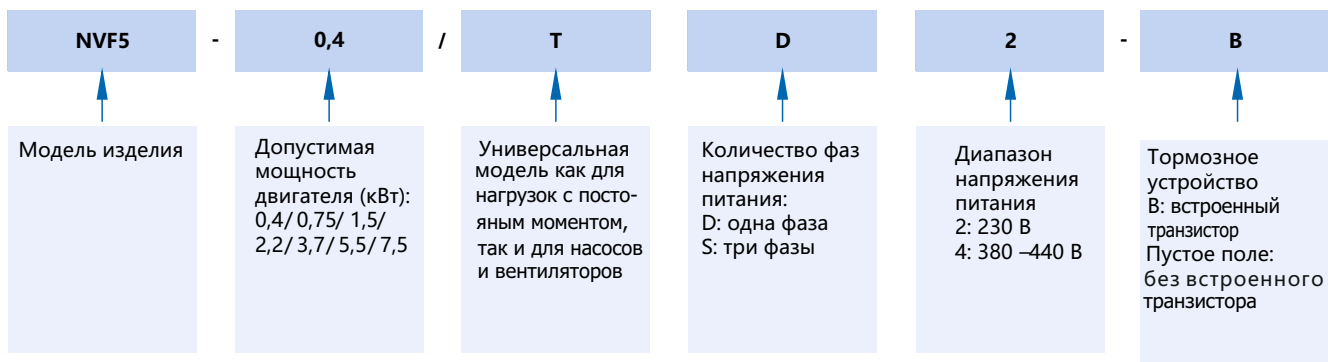 NVF5 - 0,4 / T D 2 - B
Модель изделия
Допустимая
мощность
двигателя (кВт):
0,4/ 0,75/ 1,5/
2,2/ 3,7/ 5,5/ 7,5
Универсальная
модель как для
нагрузок с посто-
яным моментом,
так и для насосов
и вентиляторов
Количество фаз
напряжения
питания:
D: одна фаза
S: три фазы
Диапазон
напряжения
питания
2: 230 В
4: 380 –440 В
Тормозное
устройство
B: встроенный
транзистор
Пустое поле:
без встроенного
транзистора